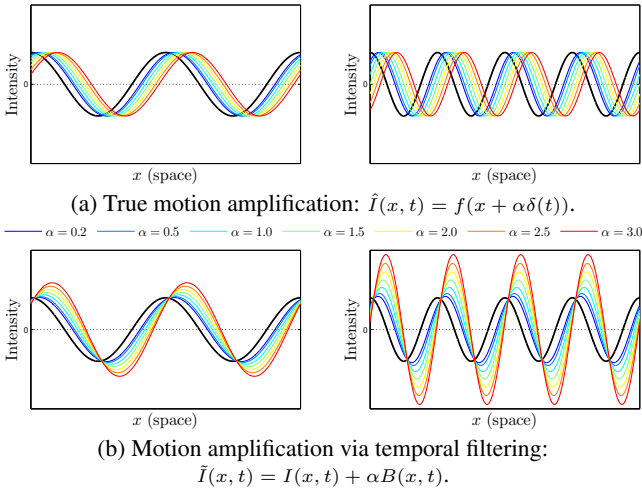 Intensity
0
x (space)
Intensity
0
x (space)
(a) True motion amplification: Î(x, t) = f(x + αδ(t)).
α = 0.2 α = 0.5 α = 1.0 α = 1.5 α = 2.0 α = 2.5 α = 3.0
Intensity
0
x (space)
Intensity
0
x (space)
(b) Motion amplification via temporal filtering:
Ĩ(x, t) = I(x, t) + αB(x, t).